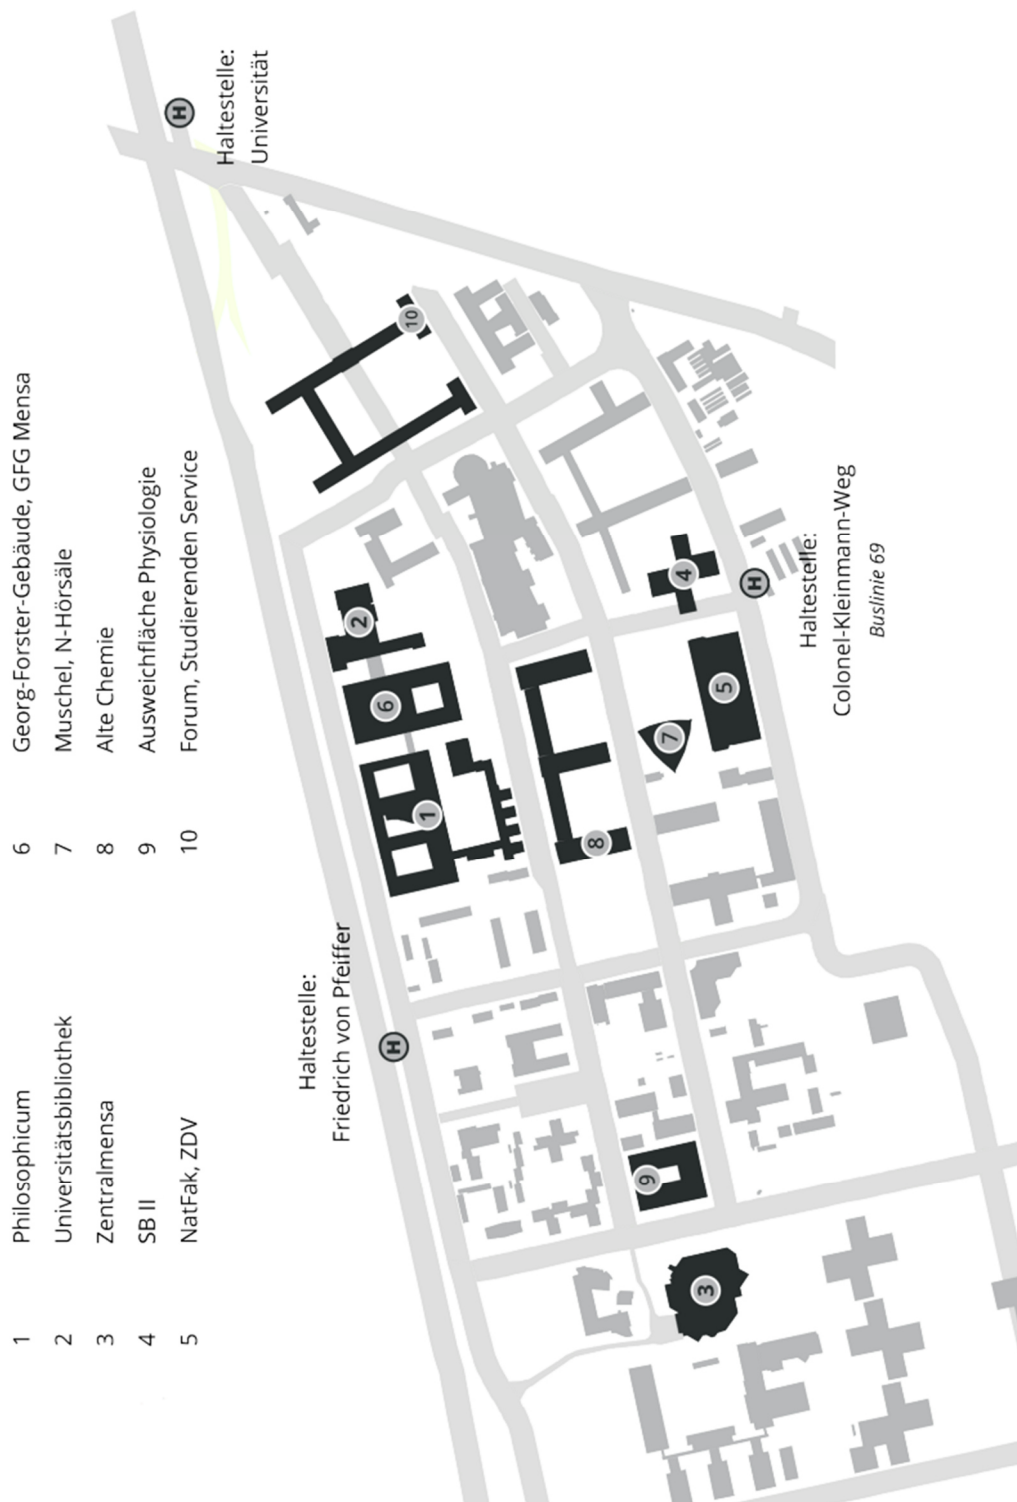 1 Philosophicum
2 Universitätsbibliothek
3 Zentralmensa
4 SB II
5 NatFak, ZDV
6 Georg-Forster-Gebäude, GFG Mensa
7 Muschel, N-Hörsäle
8 Alte Chemie
9 Ausweichfläche Physiologie
10 Forum, Studierenden Service
Haltestelle:
Friedrich von Pfeiffer
Haltestelle:
Universität
H
H
1
6
2
10
8
7
5
4
H
3
9
Haltestelle:
Colonel-Kleinmann-Weg
Buslinie 69